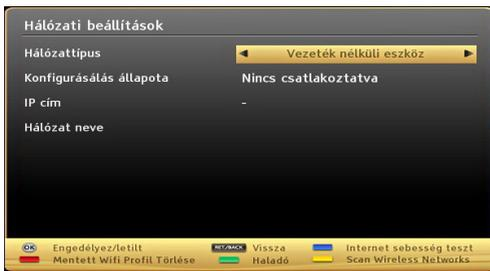 Hálózati beállítások
Hálózattípus Vezeték nélküli eszköz
Konfigurásálás állapota Nincs csatlakoztatva
IP cím -
Hálózat neve
OK Engedélyez/letilt RET/BACK Vissza Internet sebesség teszt
Mentett Wifi Profil Törlése Haladó Scan Wireless Networks